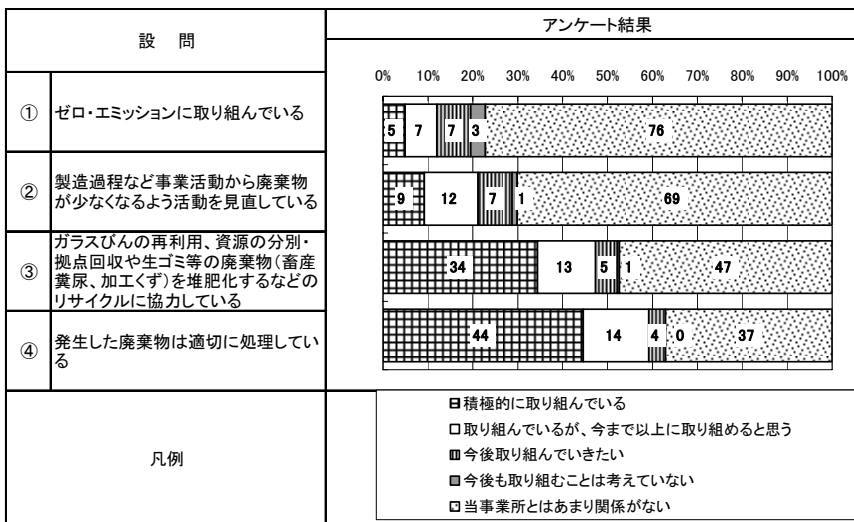 設　問
アンケート結果
0% 10% 20% 30% 40% 50% 60% 70% 80% 90% 100%
① ゼロ・エミッションに取り組んでいる
5 7 7 3 76
② 製造過程など事業活動から廃棄物
が少なくなるよう活動を見直している
9 12 7 1 69
③ ガラスびんの再利用、資源の分別・
拠点回収や生ゴミ等の廃棄物(畜産
糞尿、加工くず)を堆肥化するなどの
リサイクルに協力している
34 13 5 1 47
④ 発生した廃棄物は適切に処理してい
る
44 14 4 0 37
凡例
積極的に取り組んでいる
取り組んでいるが、今まで以上に取り組めると思う
今後取り組んでいきたい
今後も取り組むことは考えていない
当事業所とはあまり関係がない